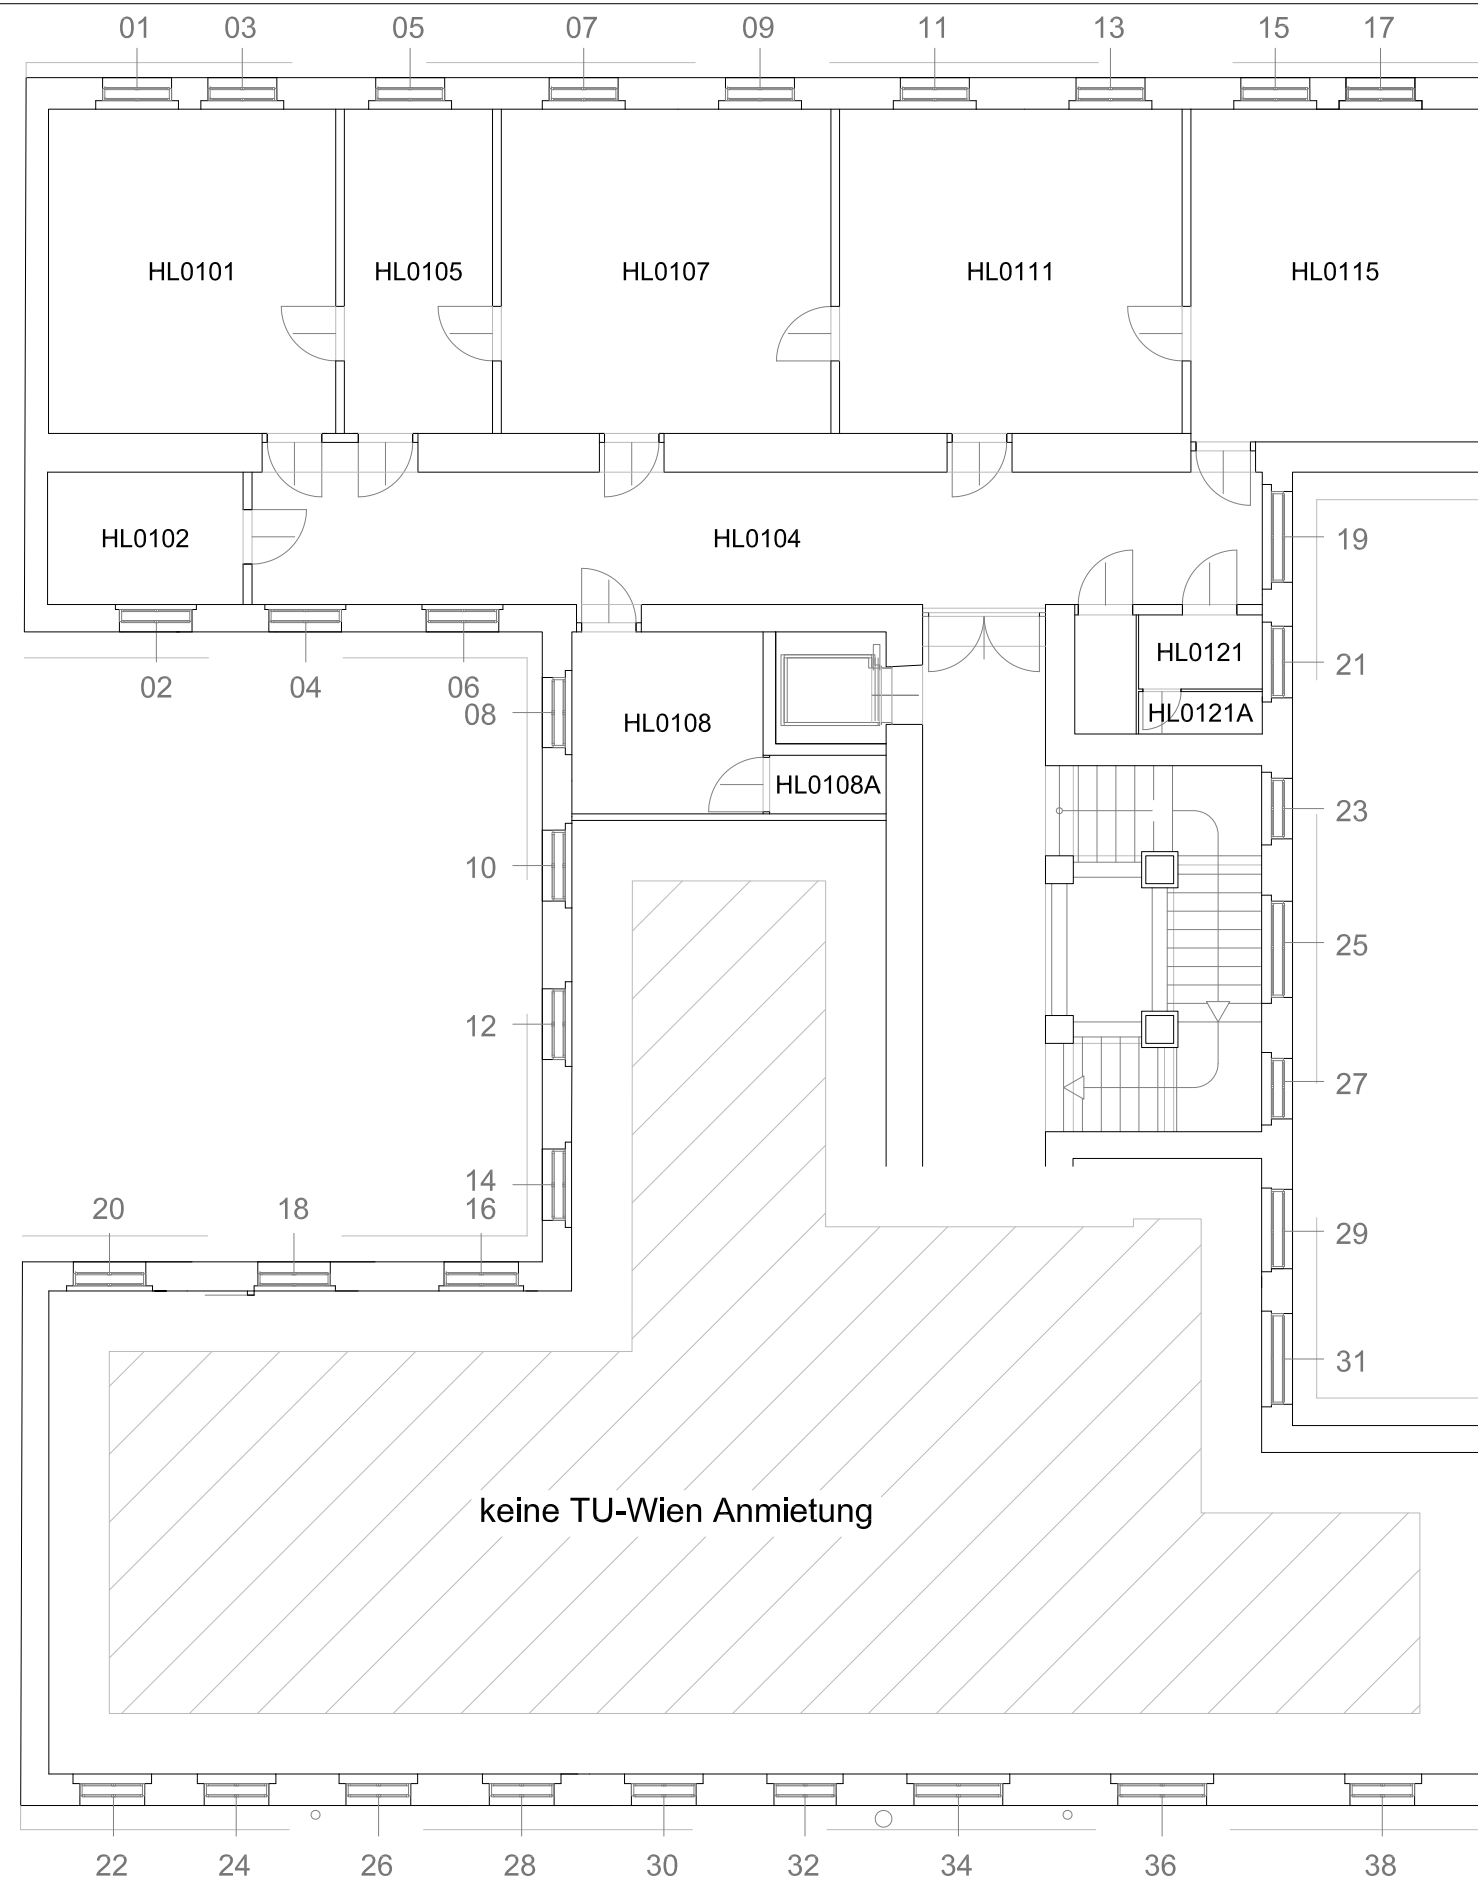 01 03 05 07 09 11 13 15 17
HL0101 HL0105 HL0107 HL0111 HL0115
HL0102 HL0104 19
HL0121 21
02 04 06
08 HL0108 HL0121A
HL0108A
23
10
25
12
27
14
20 18 16
29
31
keine TU-Wien Anmietung
22 24 26 28 30 32 34 36 38